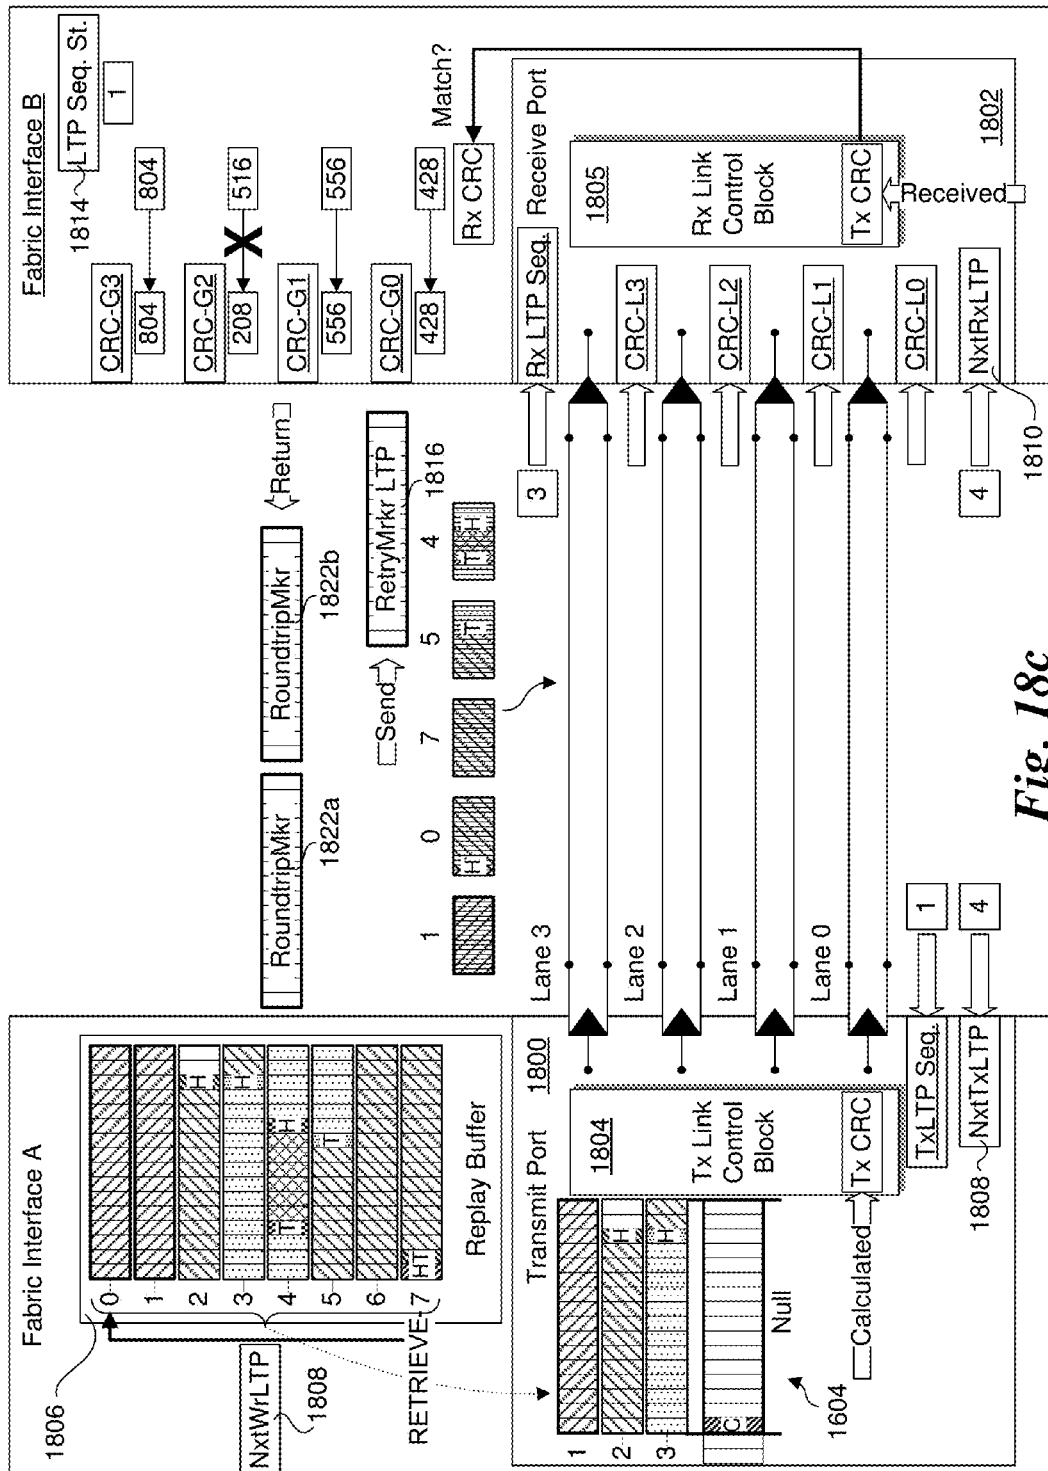 Fabric Interface A
1806
0
1
2
3
4
5
6
7
H
H
T
H
T
HT
Replay Buffer
RETRIEVE
NxtWrLTP
1808
RoundtripMkr
1822a
RoundtripMkr
1822b
Return
Send
RetryMrkr LTP
1816
1
0
7
5
4
H
T
T
H
Fabric Interface B
1814
LTP Seq. St.
1
CRC-G3
804
804
CRC-G2
208
516
CRC-G1
556
556
CRC-G0
428
428
Rx CRC
Match?
Transmit Port
1800
1
2
3
H
H
C
Null
1604
1804
Tx Link
Control
Block
Tx CRC
Calculated
TxLTP Seq.
1
1808
NxtTxLTP
4
Lane 3
Lane 2
Lane 1
Lane 0
3
Rx LTP Seq.
Receive Port
CRC-L3
CRC-L2
CRC-L1
CRC-L0
4
NxtRxLTP
1810
1805
Rx Link
Control
Block
Tx CRC
Received
1802
Fig. 18c